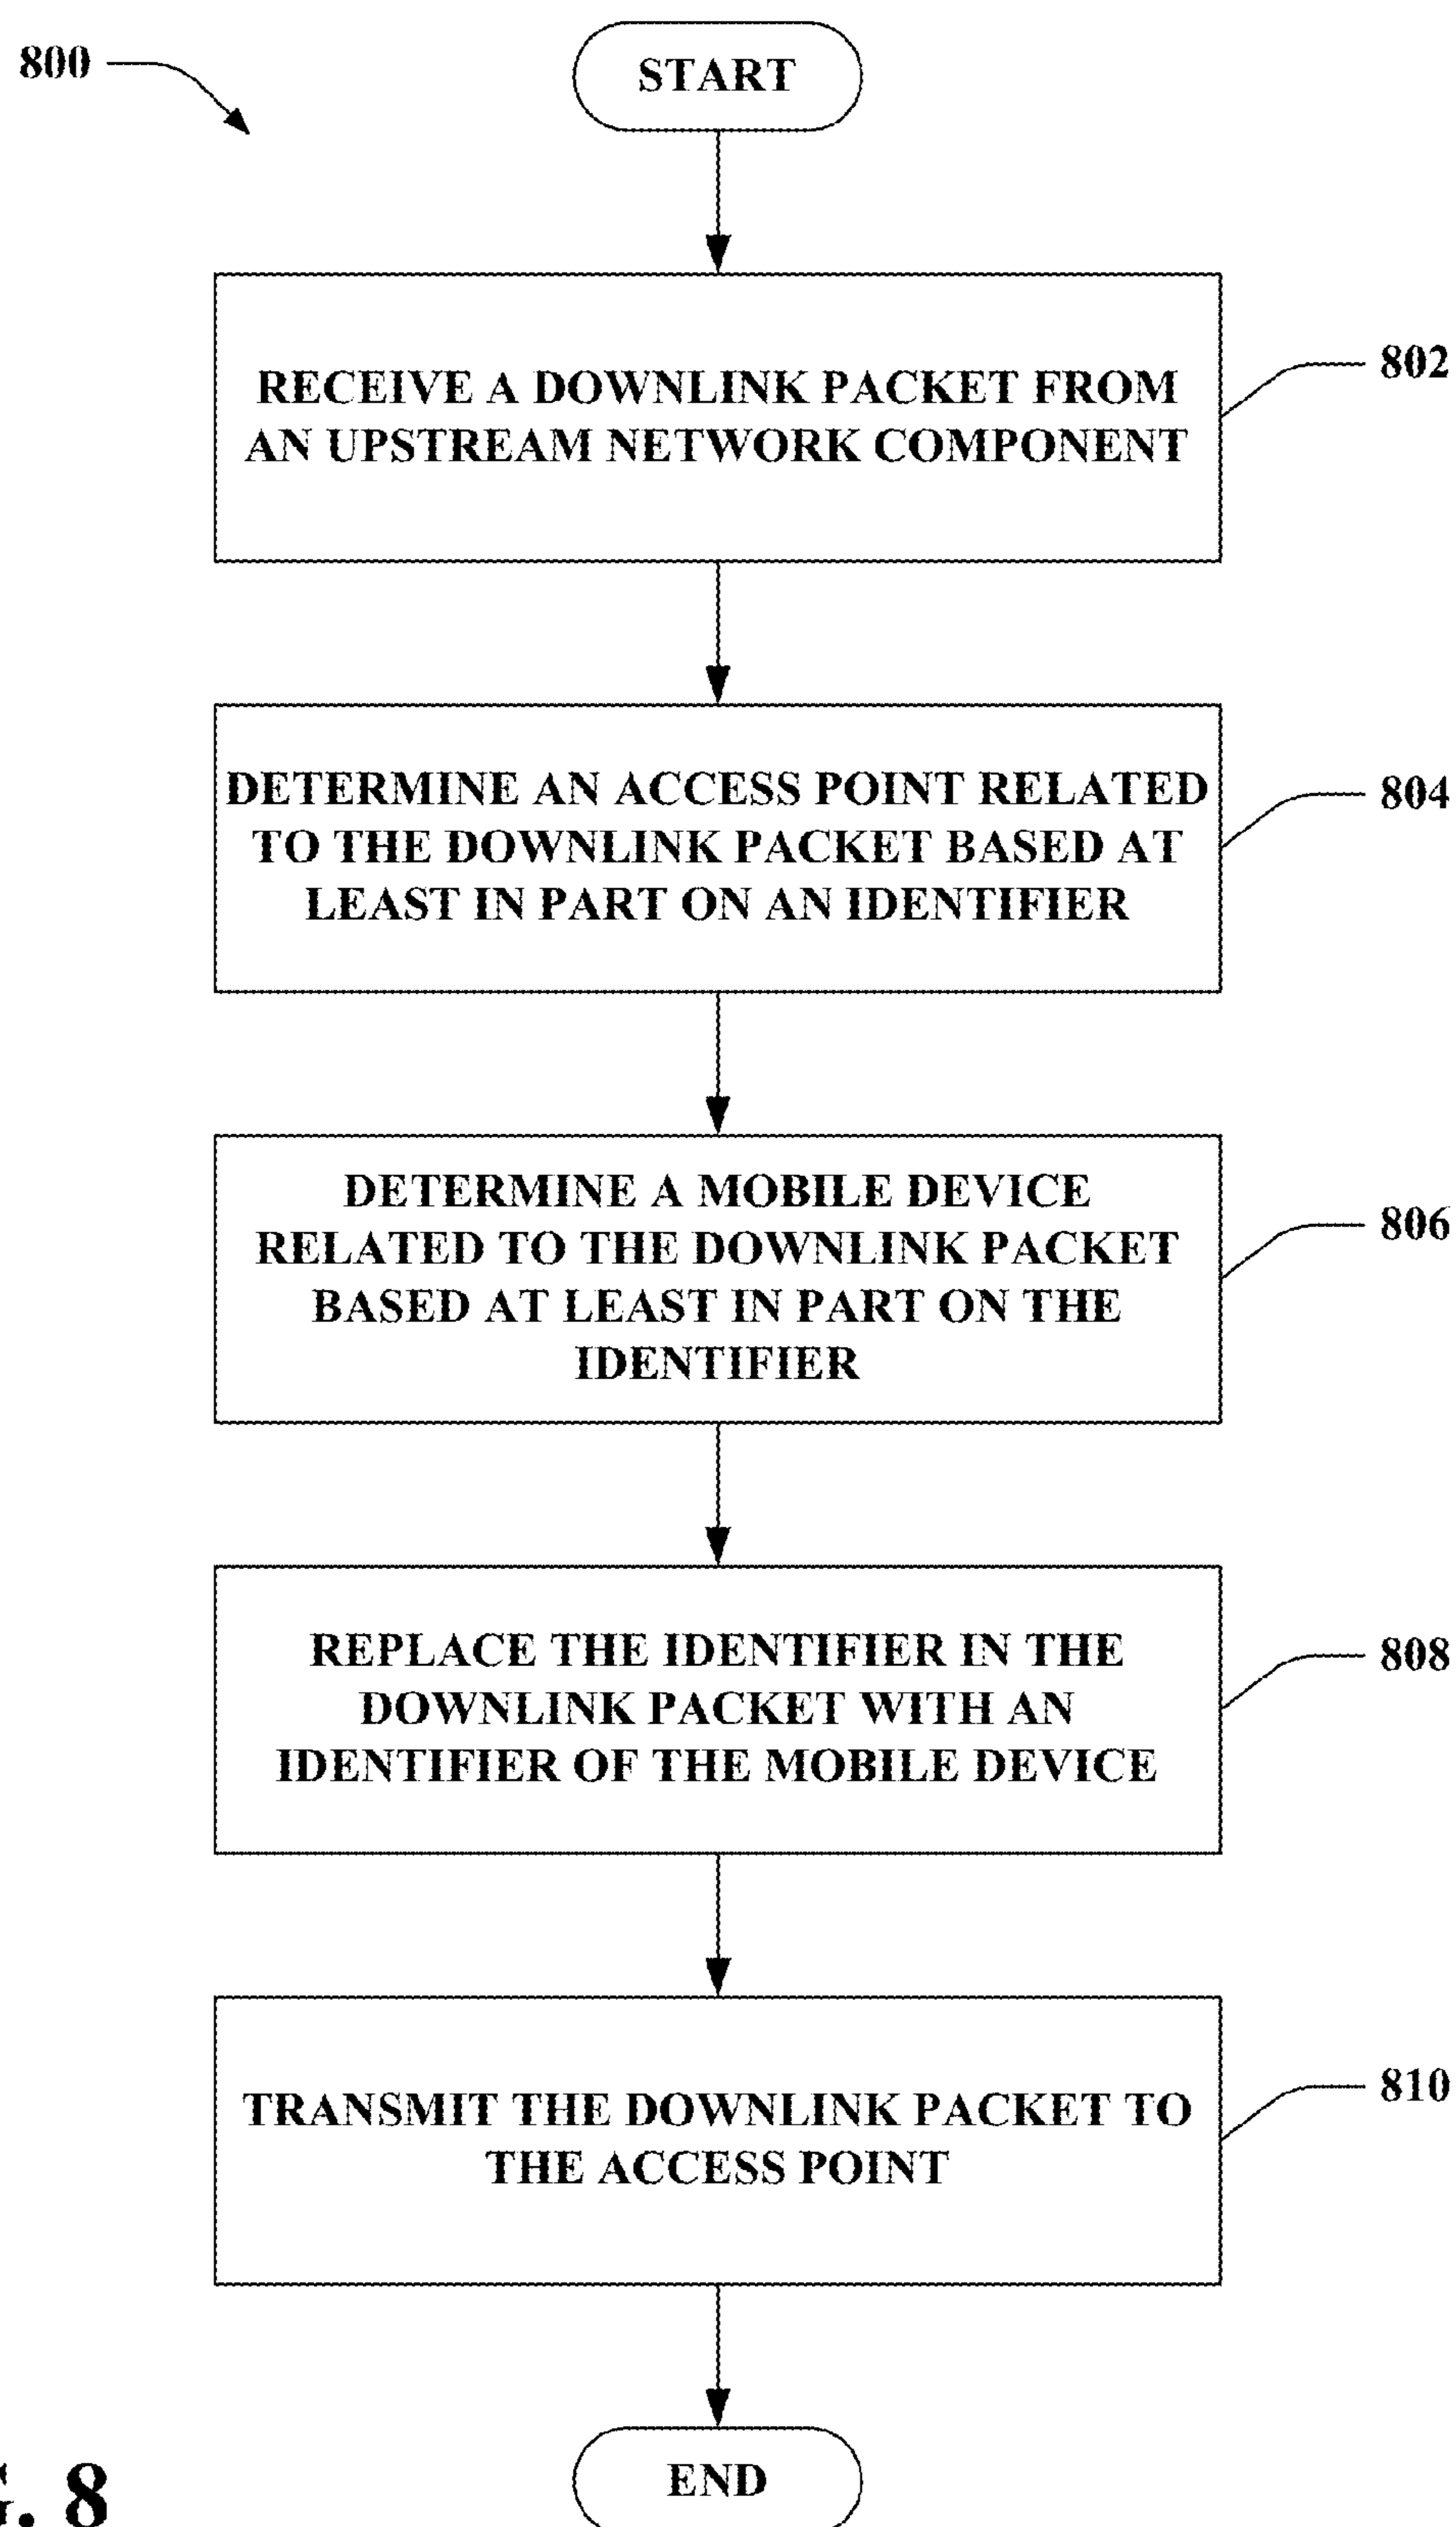 800
START
RECEIVE A DOWNLINK PACKET FROM
AN UPSTREAM NETWORK COMPONENT
802
DETERMINE AN ACCESS POINT RELATED
TO THE DOWNLINK PACKET BASED AT
LEAST IN PART ON AN IDENTIFIER
804
DETERMINE A MOBILE DEVICE
RELATED TO THE DOWNLINK PACKET
BASED AT LEAST IN PART ON THE
IDENTIFIER
806
REPLACE THE IDENTIFIER IN THE
DOWNLINK PACKET WITH AN
IDENTIFIER OF THE MOBILE DEVICE
808
TRANSMIT THE DOWNLINK PACKET TO
THE ACCESS POINT
810
END
G. 8